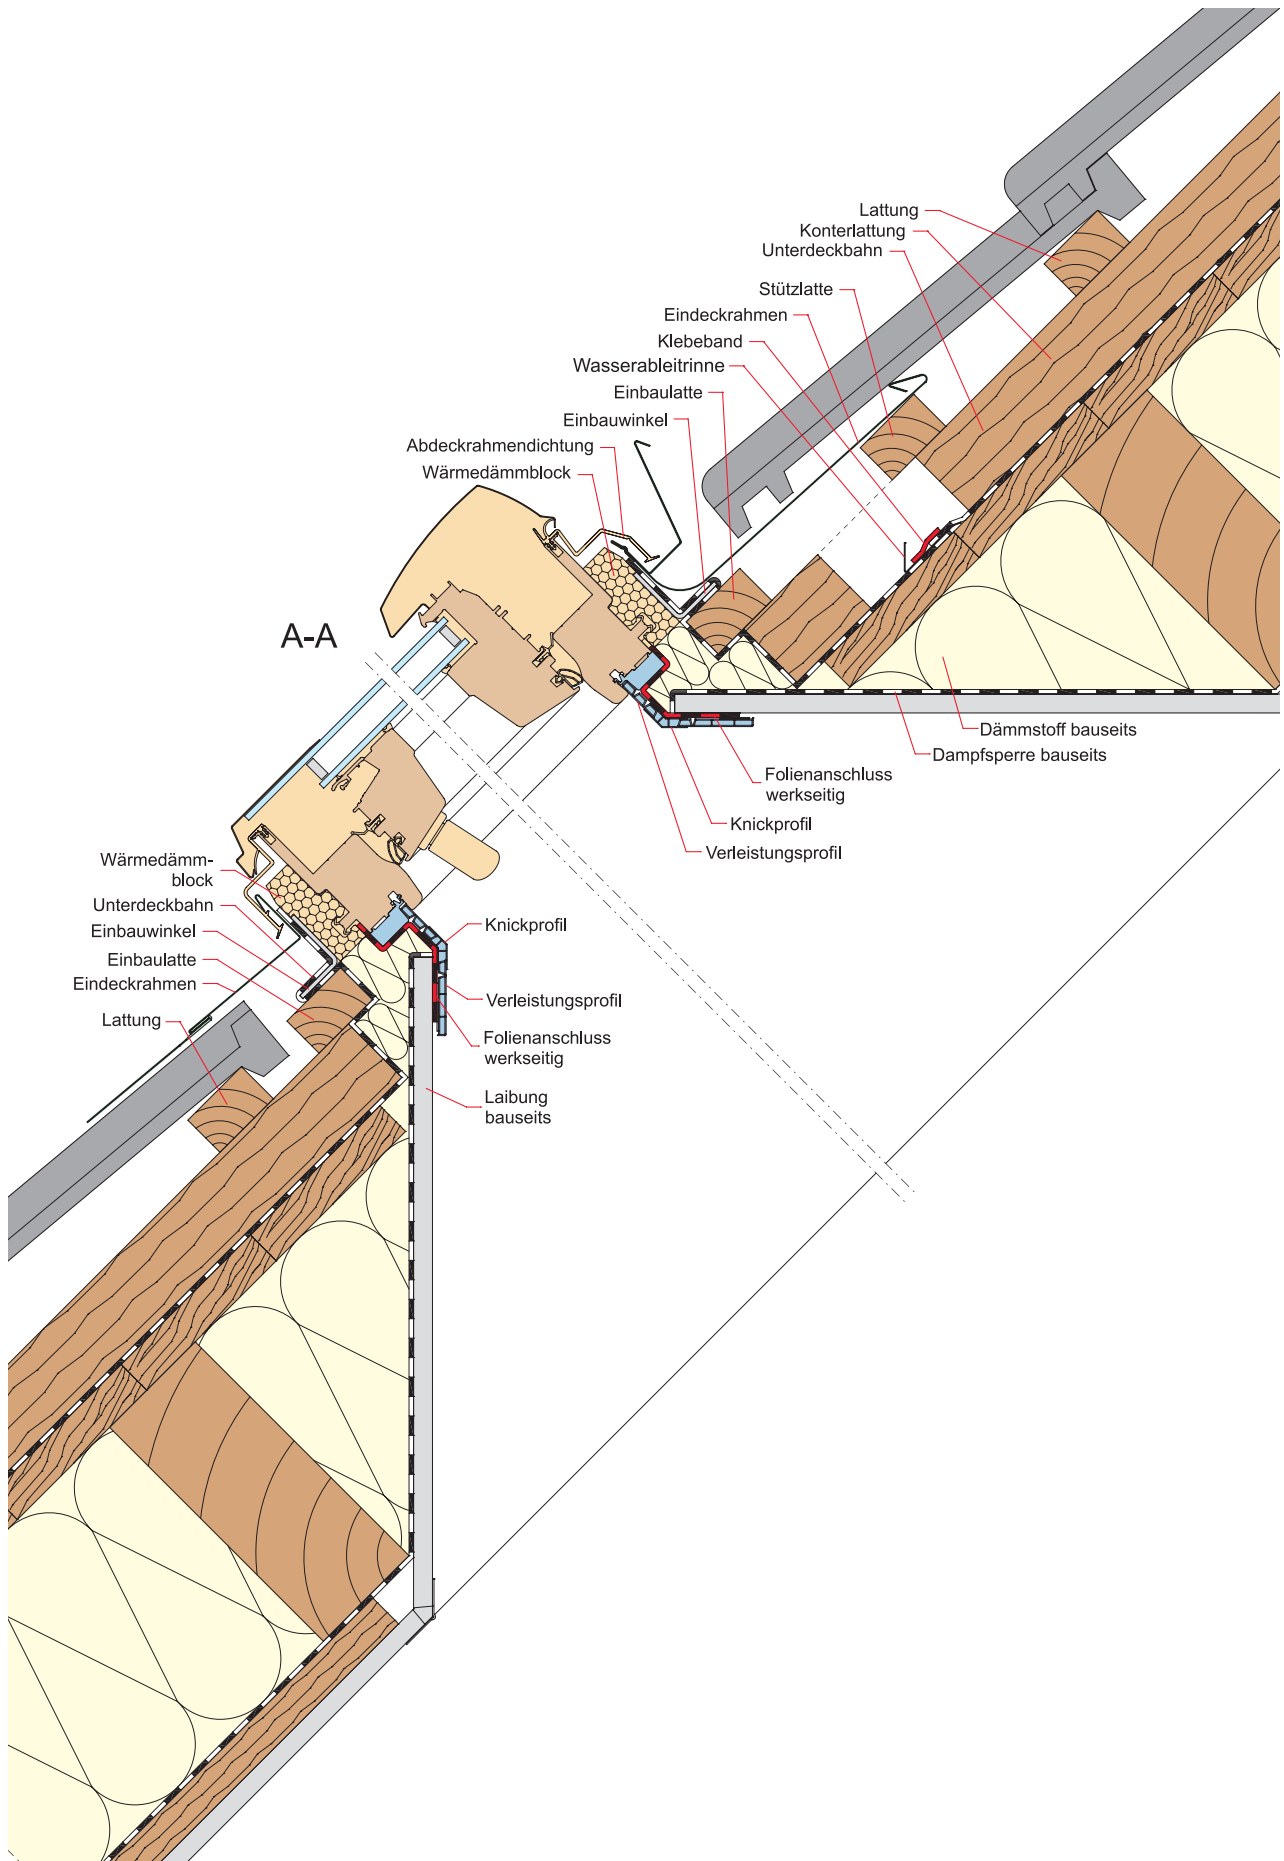 Lattung
Konterlattung
Unterdeckbahn
Stützlatte
Eindeckrahmen
Klebeband
Wasserableitrinne
Einbaulatte
Einbauwinkel
Abdeckrahmendichtung
Wärmedämmblock
A-A
Dämmstoff bauseits
Dampfsperre bauseits
Folienanschluss
werkseitig
Knickprofil
Verleistungsprofil
Wärmedämm-
block
Unterdeckbahn
Einbauwinkel
Einbaulatte
Eindeckrahmen
Lattung
Knickprofil
Verleistungsprofil
Folienanschluss
werkseitig
Laibung
bauseits